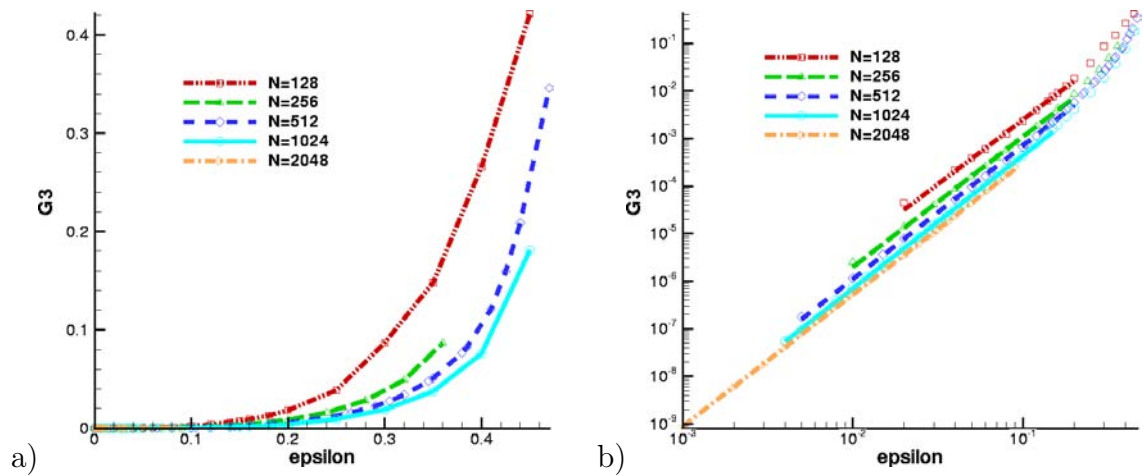 0.4
0.3
0.2
0.1
0
G3
N=128
N=256
N=512
N=1024
N=2048
0
0.1
0.2
0.3
0.4
epsilon
a)
10^-1
10^-2
10^-3
10^-4
10^-5
10^-6
10^-7
10^-8
10^-9
G3
N=128
N=256
N=512
N=1024
N=2048
10^-3
10^-2
10^-1
epsilon
b)